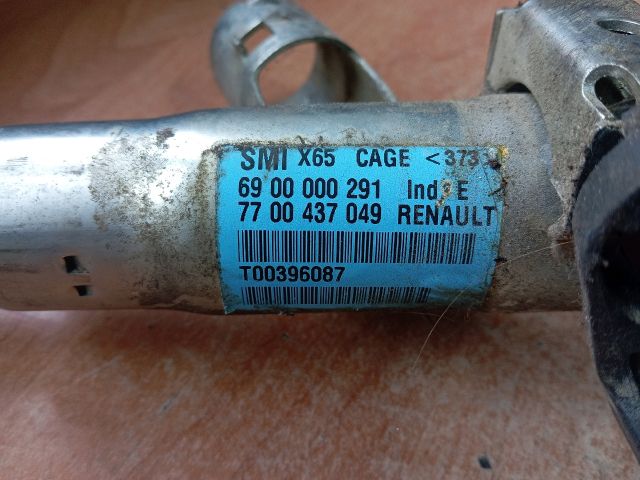 SMI X65 CAGE <373>
69 00 000 291 Ind: E
77 00 437 049 RENAULT
T00396087